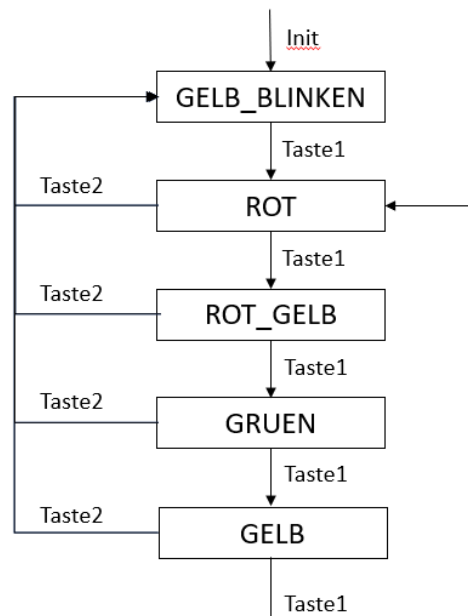 Init
GELB_BLINKEN
Taste1
Taste2
ROT
Taste1
Taste2
ROT_GELB
Taste1
Taste2
GRUEN
Taste1
Taste2
GELB
Taste1